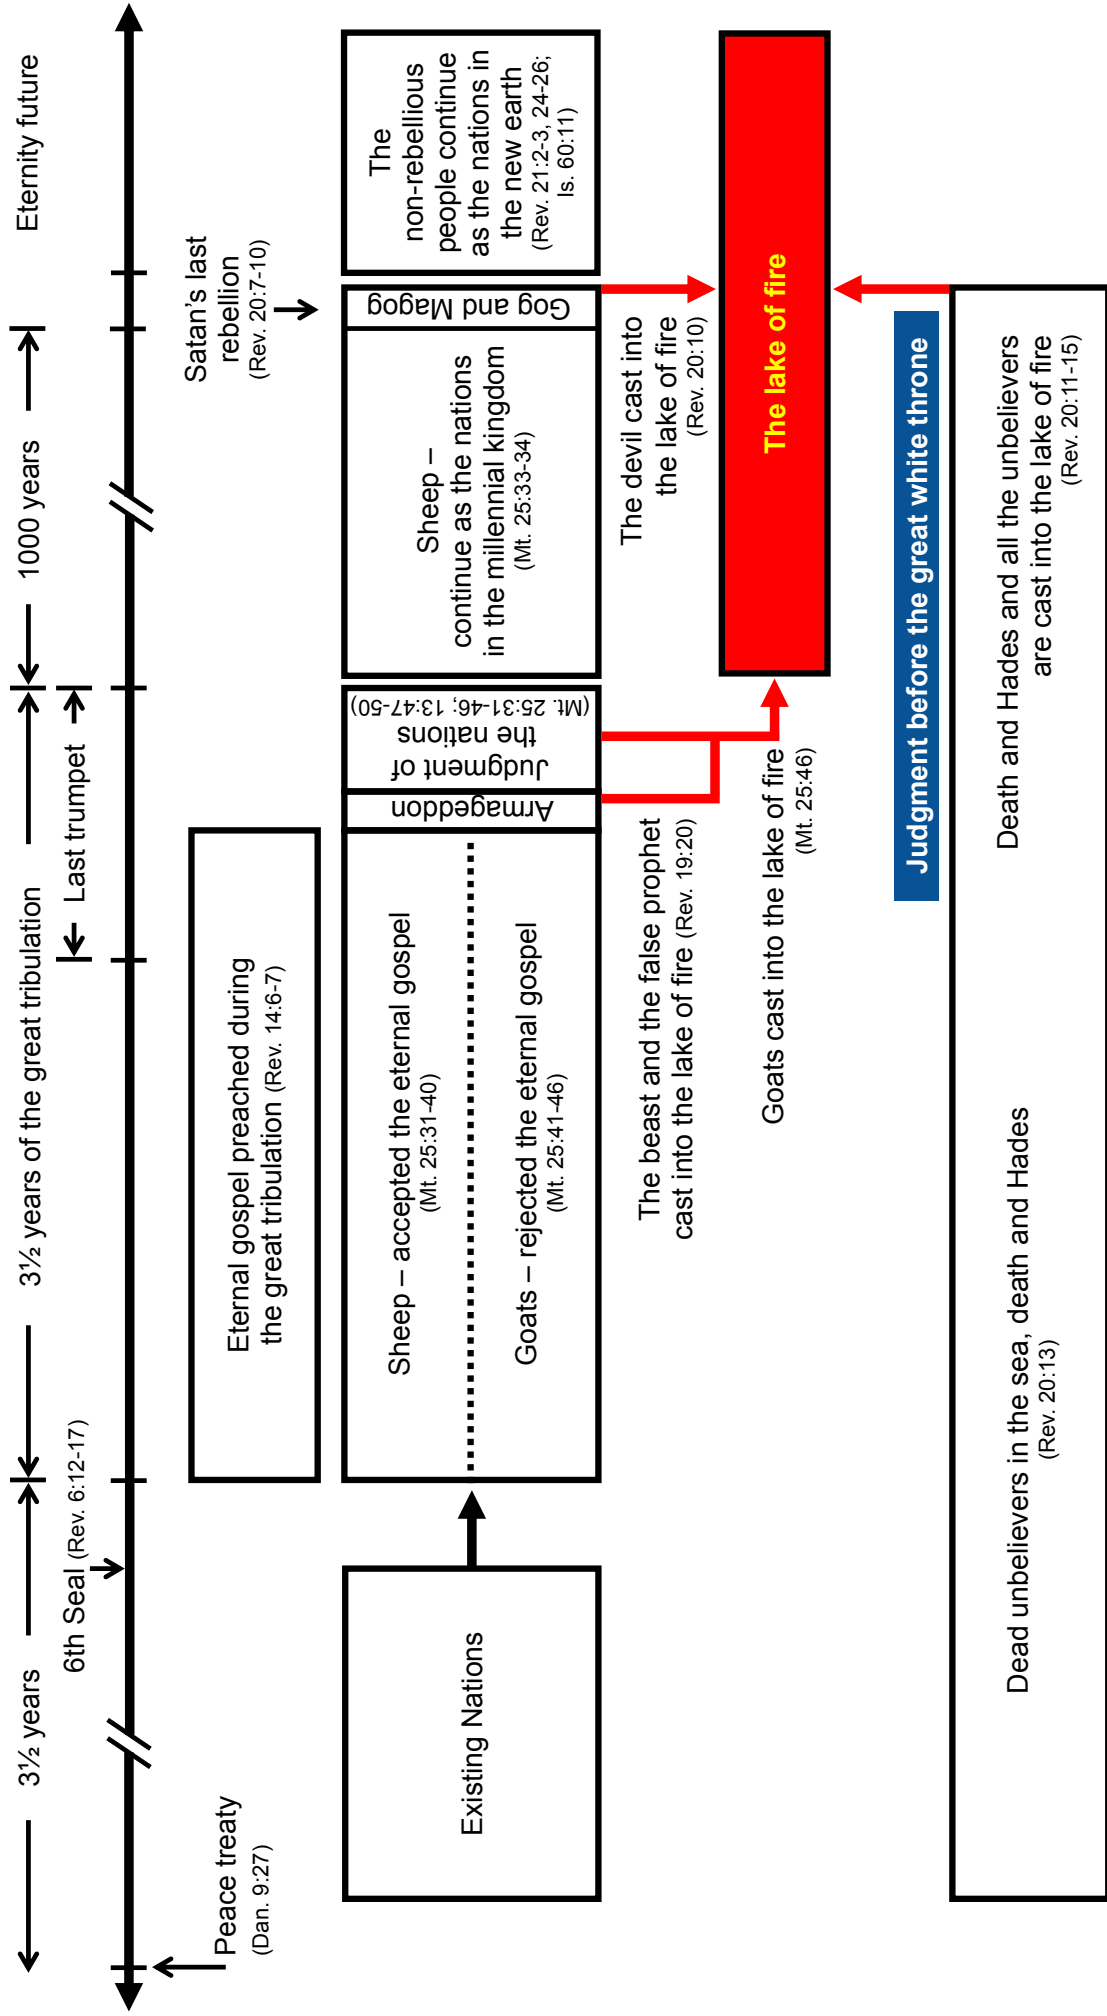 3½ years
3½ years of the great tribulation
1000 years
Eternity future
6th Seal (Rev. 6:12-17)
Last trumpet
Peace treaty
(Dan. 9:27)
Satan’s last
rebellion
(Rev. 20:7-10)
Eternal gospel preached during
the great tribulation (Rev. 14:6-7)
Existing Nations
Sheep – accepted the eternal gospel
(Mt. 25:31-40)
Goats – rejected the eternal gospel
(Mt. 25:41-46)
Armageddon
Judgment of
the nations
(Mt. 25:31-46; 13:47-50)
Sheep –
continue as the nations
in the millennial kingdom
(Mt. 25:33-34)
Gog and Magog
The
non-rebellious
people continue
as the nations in
the new earth
(Rev. 21:2-3, 24-26;
Is. 60:11)
The beast and the false prophet
cast into the lake of fire (Rev. 19:20)
The devil cast into
the lake of fire
(Rev. 20:10)
Goats cast into the lake of fire
(Mt. 25:46)
The lake of fire
Judgment before the great white throne
Dead unbelievers in the sea, death and Hades
(Rev. 20:13)
Death and Hades and all the unbelievers
are cast into the lake of fire
(Rev. 20:11-15)